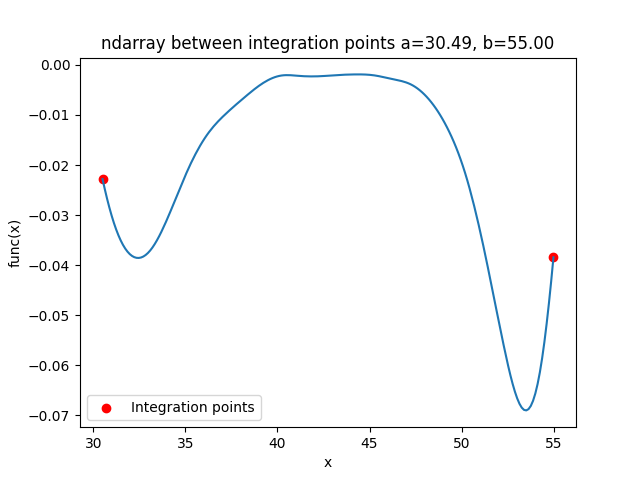 ndarray between integration points a=30.49, b=55.00
0.00
−0.01
−0.02
−0.03
−0.04
−0.05
−0.06
−0.07
func(x)
Integration points
30 35 40 45 50 55
x